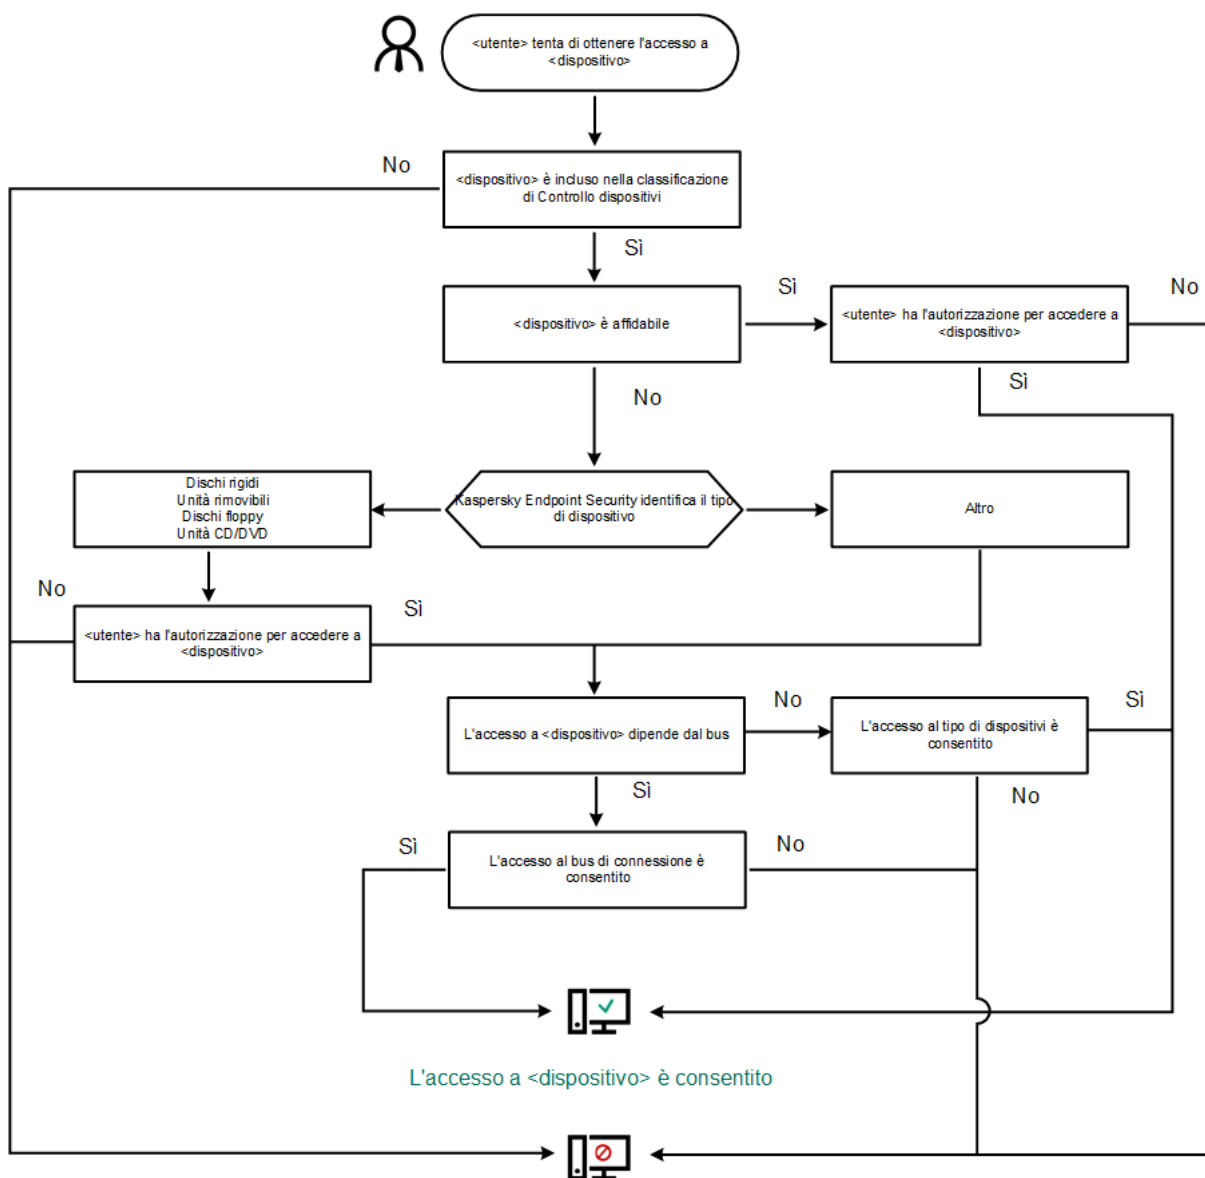 <utente> tenta di ottenere l'accesso a
<dispositivo>
No
<dispositivo> è incluso nella classificazione
di Controllo dispositivi
Sì
<dispositivo> è affidabile
Sì
<utente> ha l'autorizzazione per accedere a
<dispositivo>
No
No
Sì
Dischi rigidi
Unità rimovibili
Dischi floppy
Unità CD/DVD
Kaspersky Endpoint Security identifica il tipo
di dispositivo
Altro
No
<utente> ha l'autorizzazione per accedere a
<dispositivo>
Sì
L'accesso a <dispositivo> dipende dal bus
No
L'accesso al tipo di dispositivi è
consentito
Sì
Sì
No
Sì
L'accesso al bus di connessione è
consentito
No
L'accesso a <dispositivo> è consentito